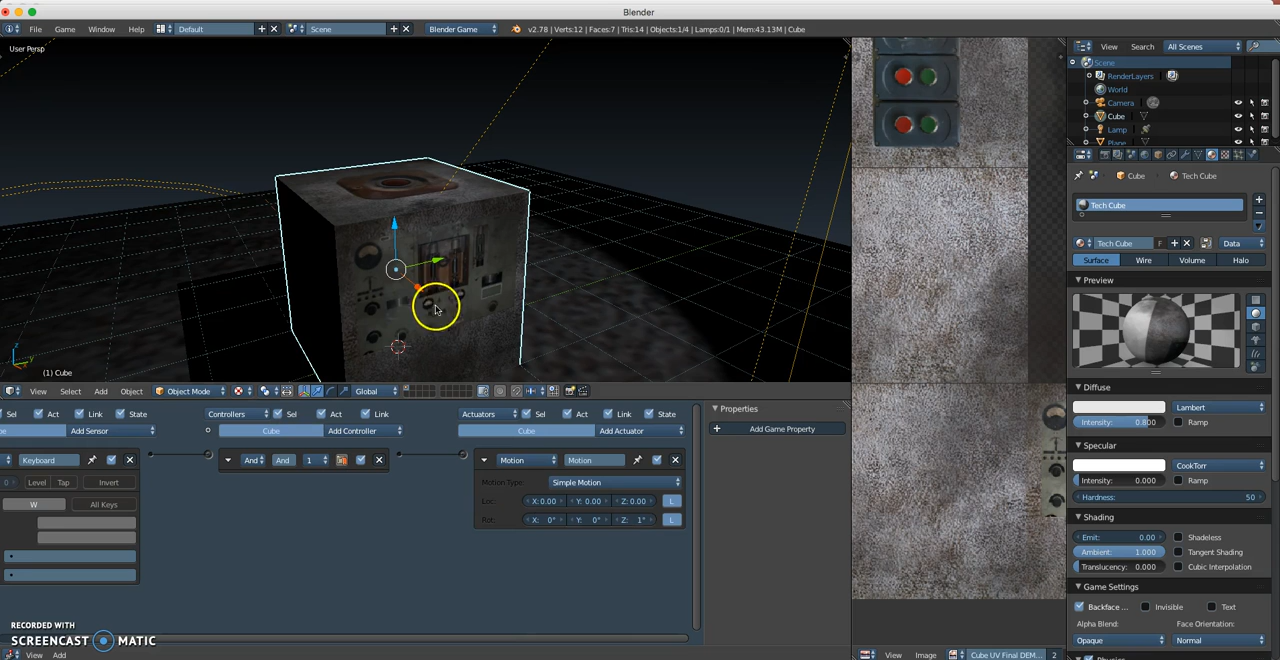 Blender
File Game Window Help Default Scene Blender Game v2.78 | Verts:12 | Faces:7 | Tris:14 | Objects:1/4 | Lamps:0/1 | Mem:43.13M | Cube
User Persp
View Search All Scenes
Scene
RenderLayers
World
Camera
Cube
Lamp
Plane
Cube Tech Cube
Tech Cube
Tech Cube F Data
Surface Wire Volume Halo
Preview
z
y
(1) Cube
View Select Add Object Object Mode Global
Diffuse
Lambert
Intensity: 0.800 Ramp
Specular
CookTorr
Intensity: 0.000 Ramp
Hardness: 50
Shading
Emit: 0.00 Shadeless
Ambient: 1.000 Tangent Shading
Translucency: 0.000 Cubic Interpolation
Game Settings
Backface ... Invisible Text
Alpha Blend: Face Orientation:
Opaque Normal
Physics
Sel Act Link State Controllers Sel Act Link Actuators Sel Act Link State
Add Sensor Cube Add Controller Cube Add Actuator
Keyboard And And 1 Motion Motion
Level Tap Invert
W All Keys
Motion Type: Simple Motion
Loc: X: 0.00 Y: 0.00 Z: 0.00 L
Rot: X: 0° Y: 0° Z: 1° L
Properties
Add Game Property
RECORDED WITH
SCREENCAST MATIC
View Add
View Image Cube UV Final DEM... 2